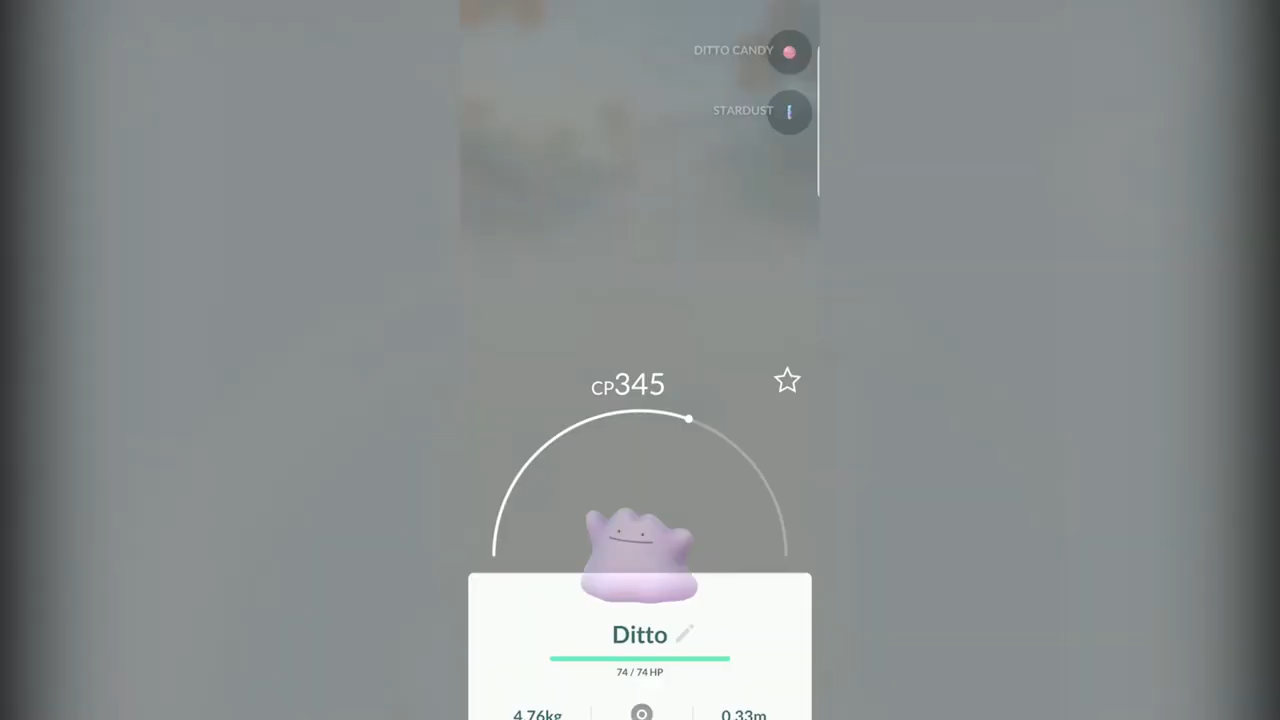 DITTO CANDY
STARDUST
CP345
Ditto
74 / 74 HP
4.76kg
0.33m